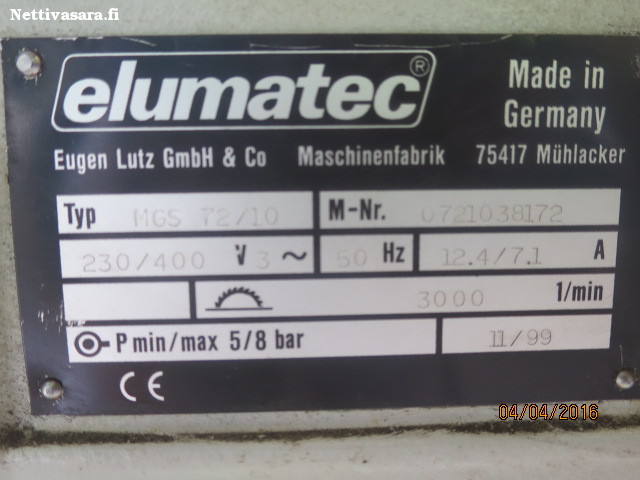 Nettivasara.fi
elumatec®
Made in
Germany
Eugen Lutz GmbH & Co Maschinenfabrik 75417 Mühlacker
Typ MGS 72/10 M-Nr. 0721038172
230/400 V 3 ~ 50 Hz 12.4/7.1 A
3000 1/min
P min/max 5/8 bar 11/99
CE
04/04/2016